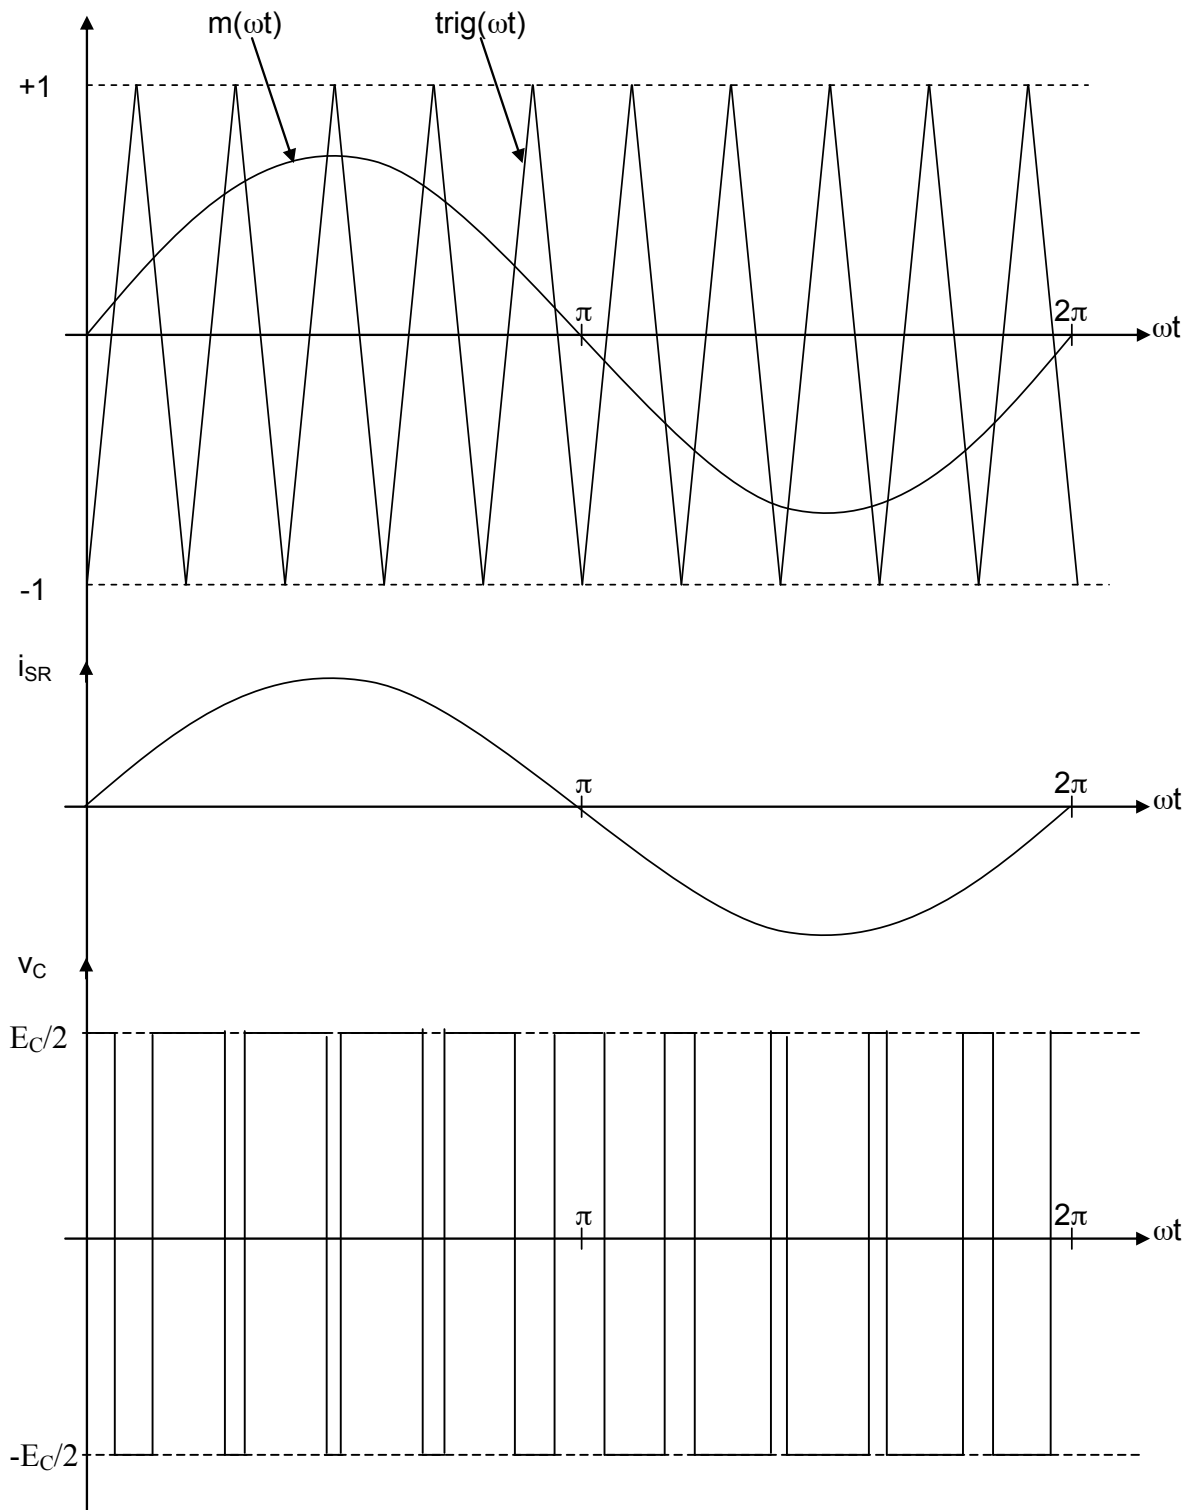 m(ωt) trig(ωt)
+1
π 2π ωt
-1
i_SR
π 2π ωt
v_C
E_C/2
π 2π ωt
-E_C/2